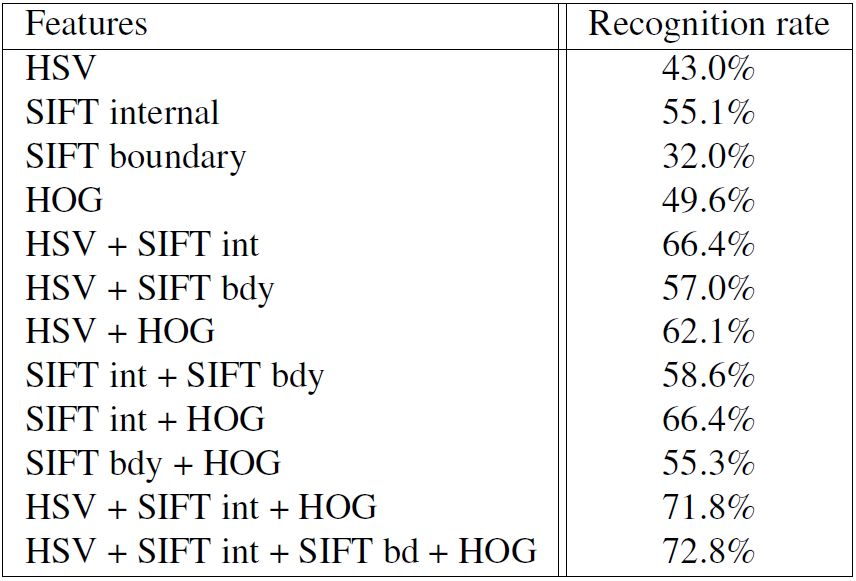 Features Recognition rate
HSV 43.0%
SIFT internal 55.1%
SIFT boundary 32.0%
HOG 49.6%
HSV + SIFT int 66.4%
HSV + SIFT bdy 57.0%
HSV + HOG 62.1%
SIFT int + SIFT bdy 58.6%
SIFT int + HOG 66.4%
SIFT bdy + HOG 55.3%
HSV + SIFT int + HOG 71.8%
HSV + SIFT int + SIFT bd + HOG 72.8%